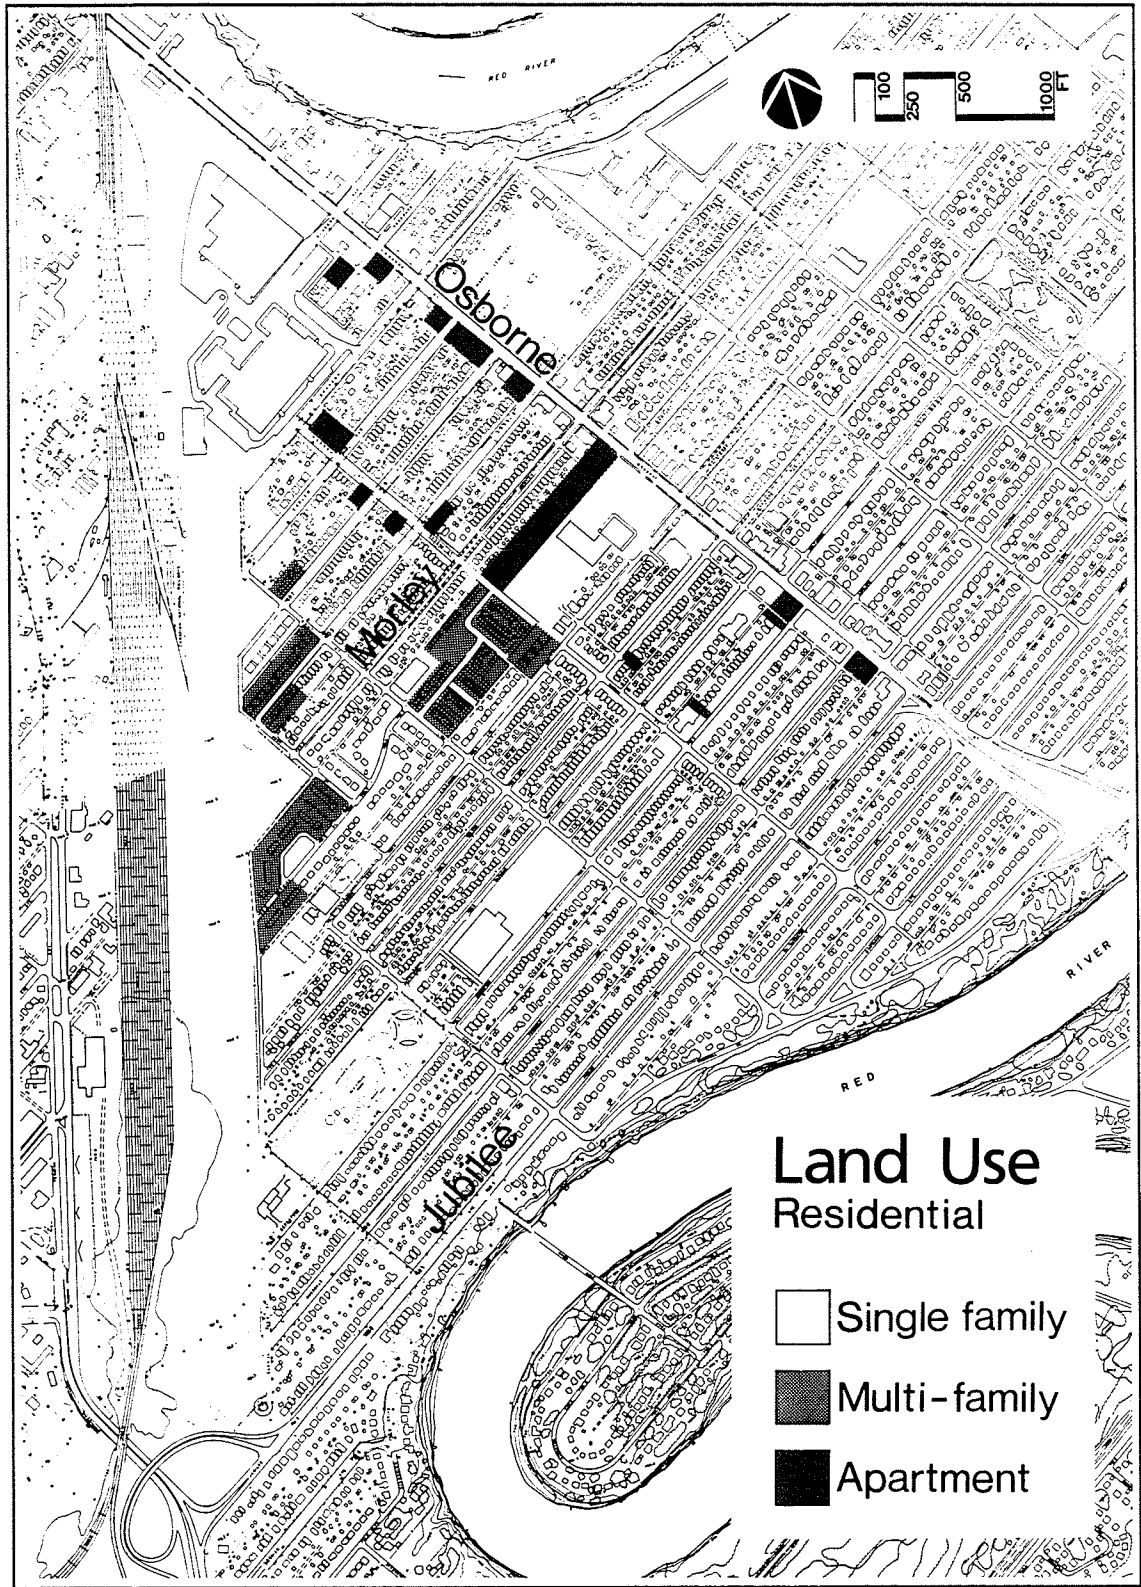 RED RIVER
100
250
500
1000
FT
Osborne
Morley
RIVER
RED
Jubilee
Land Use
Residential
Single family
Multi-family
Apartment